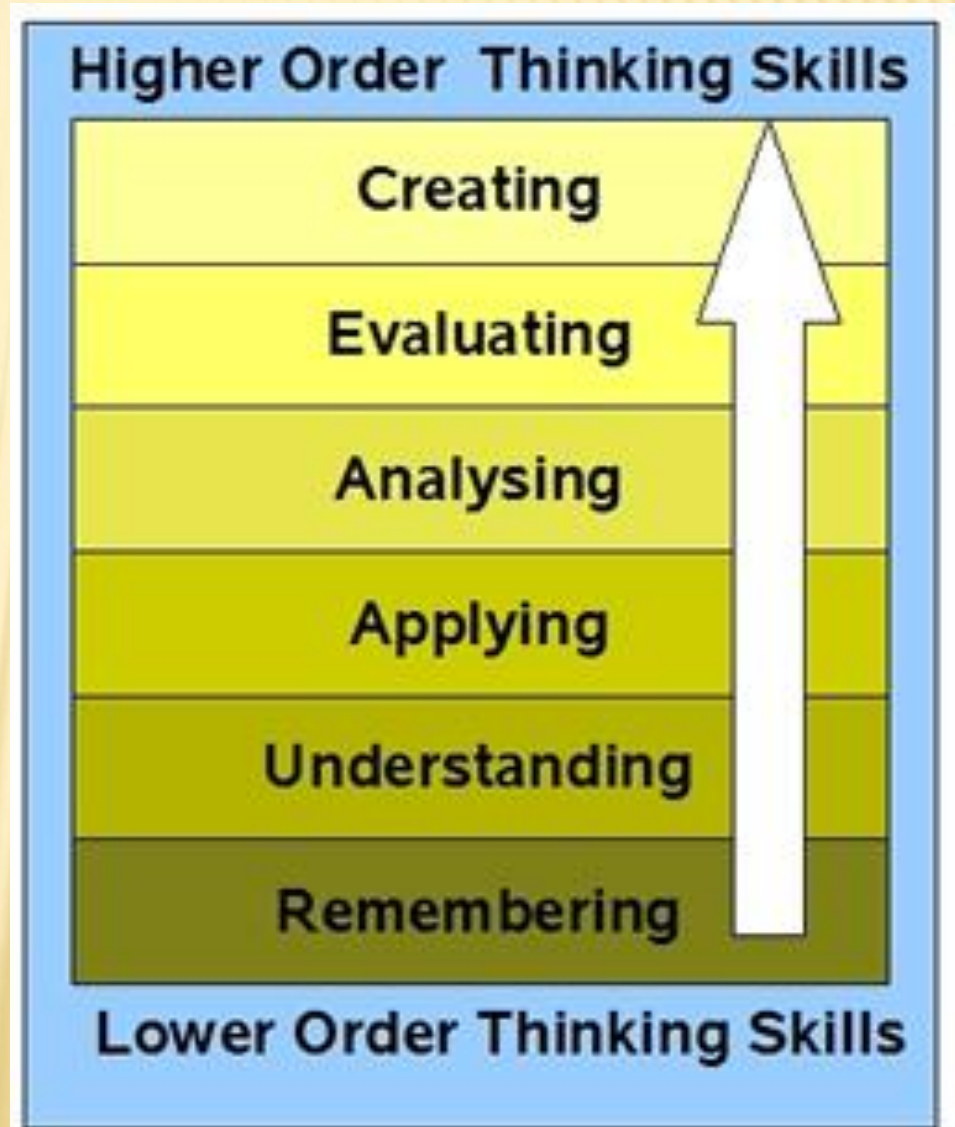 Higher Order Thinking Skills
Creating
Evaluating
Analysing
Applying
Understanding
Remembering
Lower Order Thinking Skills